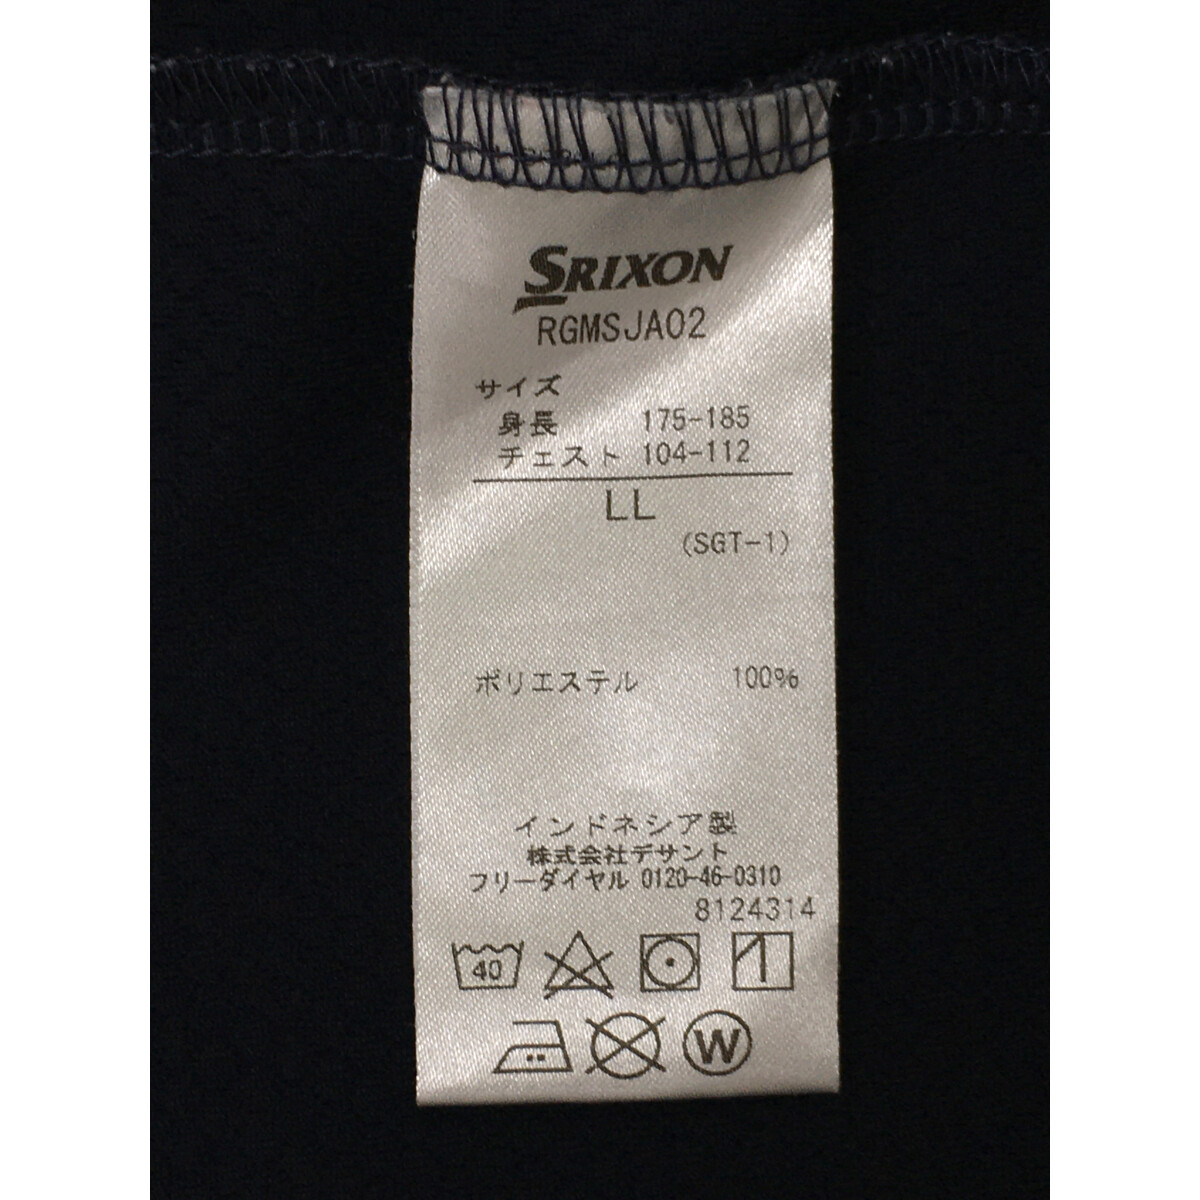 SRIXON
RGMSJA02
サイズ
身長 175-185
チェスト 104-112
LL
(SGT-1)
ポリエステル 100%
インドネシア製
株式会社デサント
フリーダイヤル 0120-46-0310
8124314
40
W